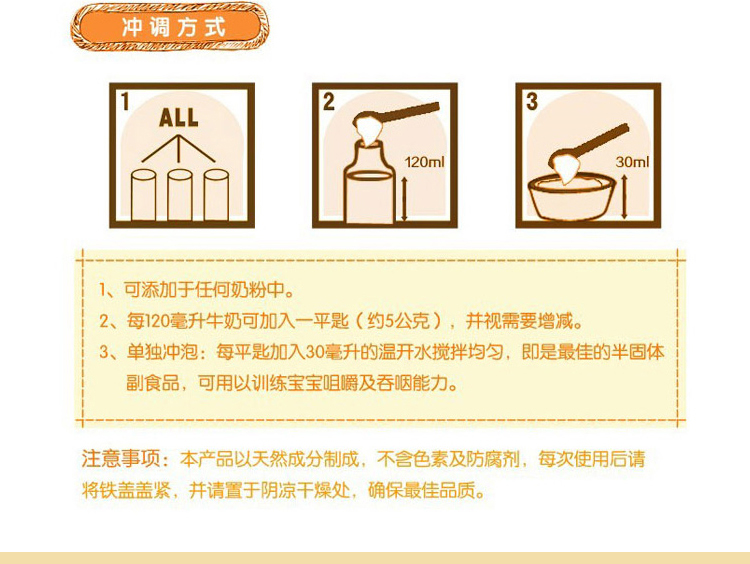 冲调方式
1
ALL
2
120ml
3
30ml
1、可添加于任何奶粉中。
2、每120毫升牛奶可加入一平匙（约5公克），并视需要增减。
3、单独冲泡：每平匙加入30毫升的温开水搅拌均匀，即是最佳的半固体
副食品，可用以训练宝宝咀嚼及吞咽能力。
注意事项：本产品以天然成分制成，不含色素及防腐剂，每次使用后请
将铁盖盖紧，并请置于阴凉干燥处，确保最佳品质。